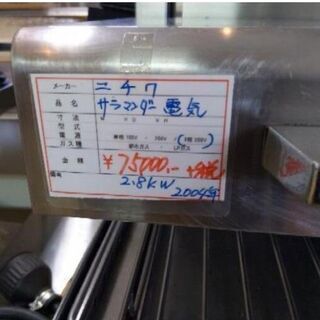 メーカー ニチワ
品名 サラマンダー電気
寸法
型式
電源 単相100V ・ 200V ・ (3相200V)
ガス種 都市ガス ・ LPガス
金額 ¥75000.- +税
備考 2.8kW 2004年